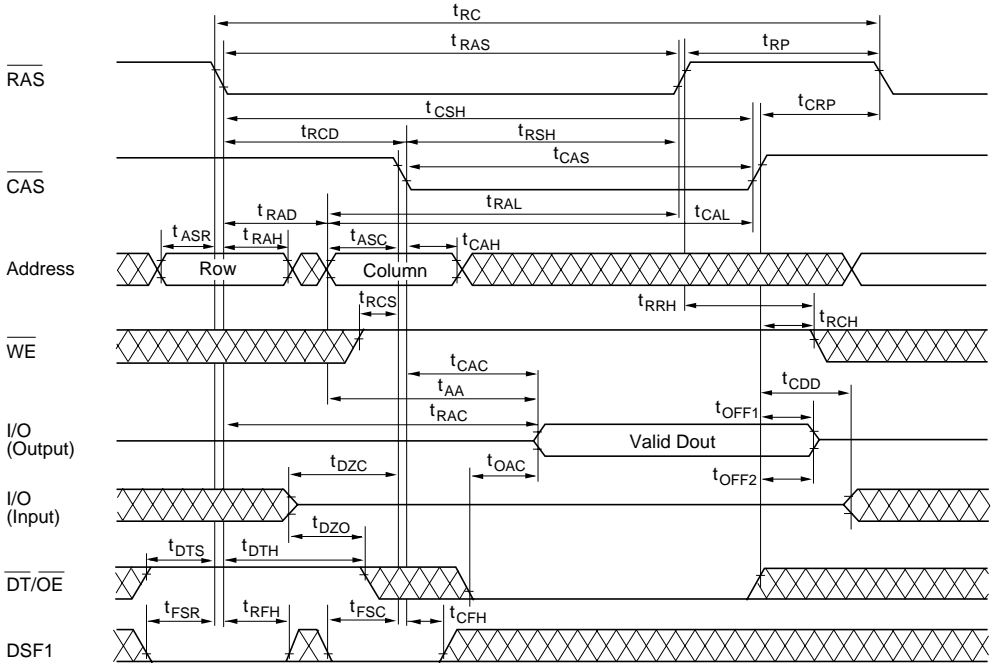 tRC
tRAS
tRP
RAS
tCSH
tCRP
tRCD
tRSH
tCAS
CAS
tRAL
tRAD
tCAL
tASR
tRAH
tASC
tCAH
Address
Row
Column
tRCS
tRRH
tRCH
WE
tCAC
tAA
tCDD
tRAC
tOFF1
I/O
(Output)
Valid Dout
tDZC
tOAC
tOFF2
I/O
(Input)
tDZO
tDTS
tDTH
DT/OE
tFSR
tRFH
tFSC
tCFH
DSF1